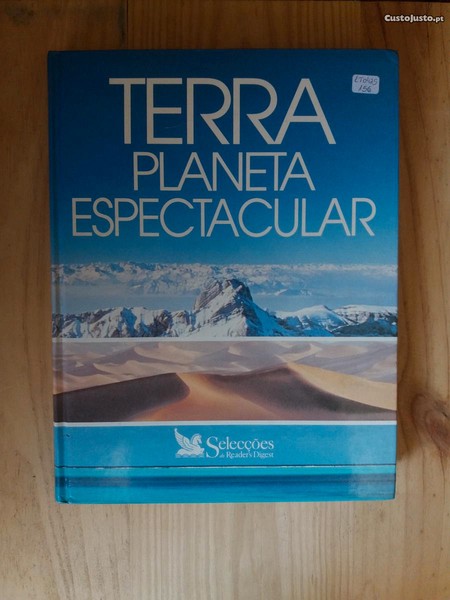 CustoJusto.pt
TERRA
PLANETA
ESPECTACULAR
Selecções
do Reader's Digest